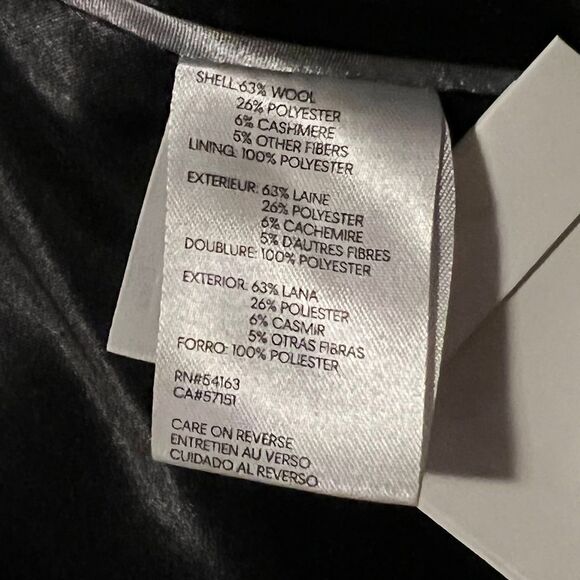 SHELL: 63% WOOL
26% POLYESTER
6% CASHMERE
5% OTHER FIBERS
LINING: 100% POLYESTER
EXTERIEUR: 63% LAINE
26% POLYESTER
6% CACHEMIRE
5% D'AUTRES FIBRES
DOUBLURE: 100% POLYESTER
EXTERIOR: 63% LANA
26% POLIESTER
6% CASMIR
5% OTRAS FIBRAS
FORRO: 100% POLIESTER
RN#54163
CA#57151
CARE ON REVERSE
ENTRETIEN AU VERSO
CUIDADO AL REVERSO